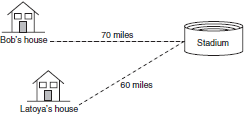 Bob's house
70 miles
Stadium
60 miles
Latoya's house